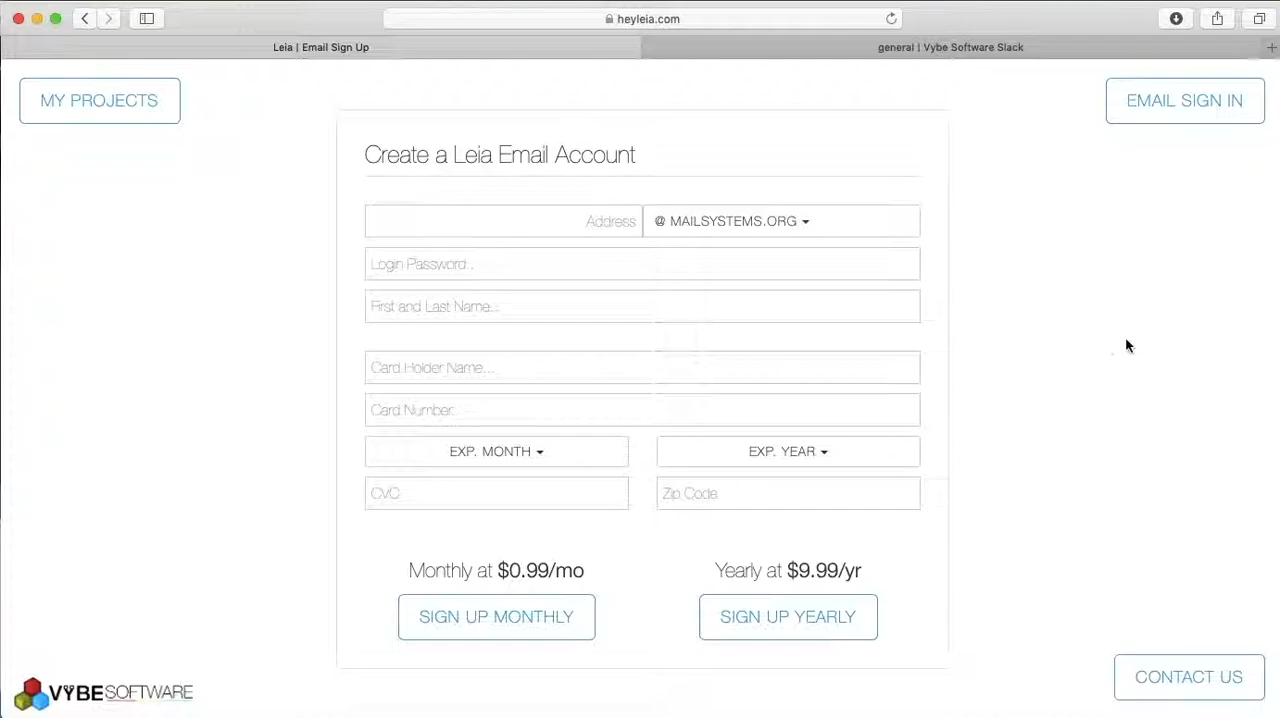 heyleia.com
Leia | Email Sign Up
general | Vybe Software Slack
MY PROJECTS
EMAIL SIGN IN
Create a Leia Email Account
Address
@ MAILSYSTEMS.ORG
Login Password...
First and Last Name...
Card Holder Name...
Card Number...
EXP. MONTH
EXP. YEAR
CVC
Zip Code
Monthly at $0.99/mo
Yearly at $9.99/yr
SIGN UP MONTHLY
SIGN UP YEARLY
CONTACT US
VYBESOFTWARE